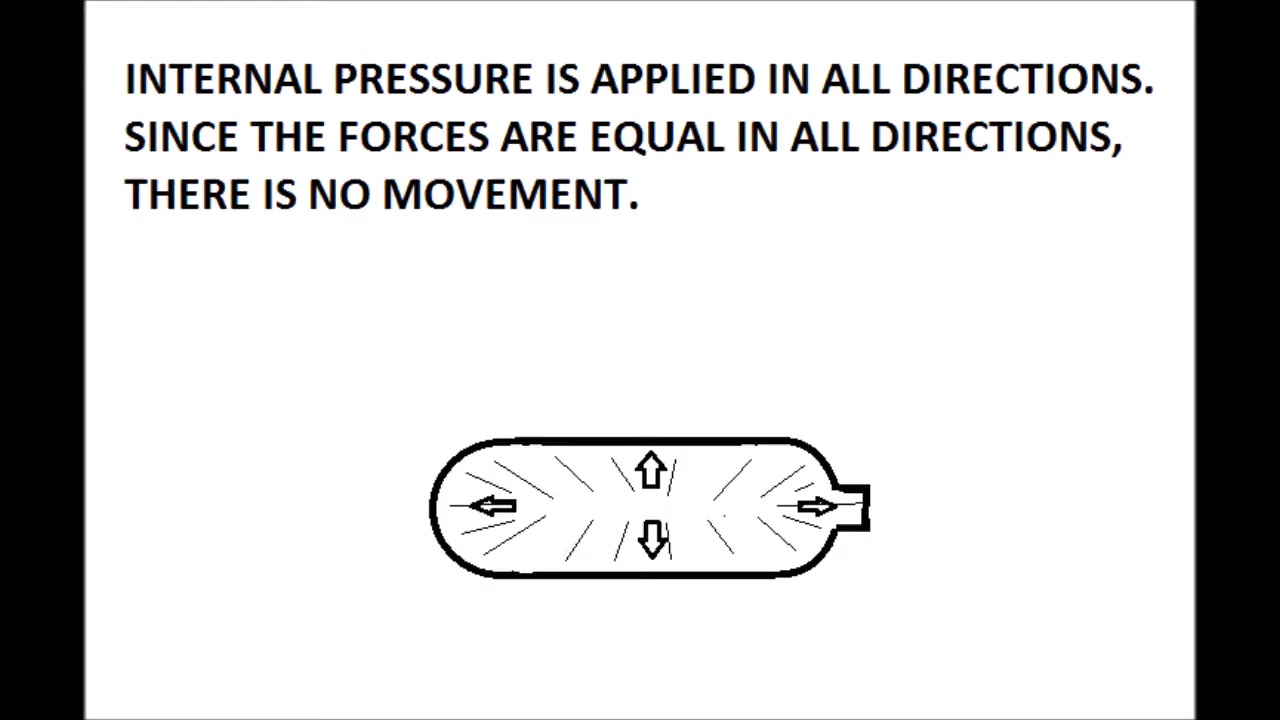 INTERNAL PRESSURE IS APPLIED IN ALL DIRECTIONS.
SINCE THE FORCES ARE EQUAL IN ALL DIRECTIONS,
THERE IS NO MOVEMENT.